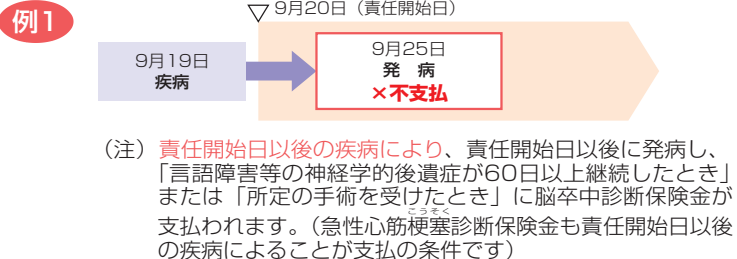 例1
▽9月20日（責任開始日）
9月19日
疾病
9月25日
発 病
×不支払
（注）責任開始日以後の疾病により、責任開始日以後に発病し、
「言語障害等の神経学的後遺症が60日以上継続したとき」
または「所定の手術を受けたとき」に脳卒中診断保険金が
こうそく
支払われます。（急性心筋梗塞診断保険金も責任開始日以後
の疾病によることが支払の条件です）